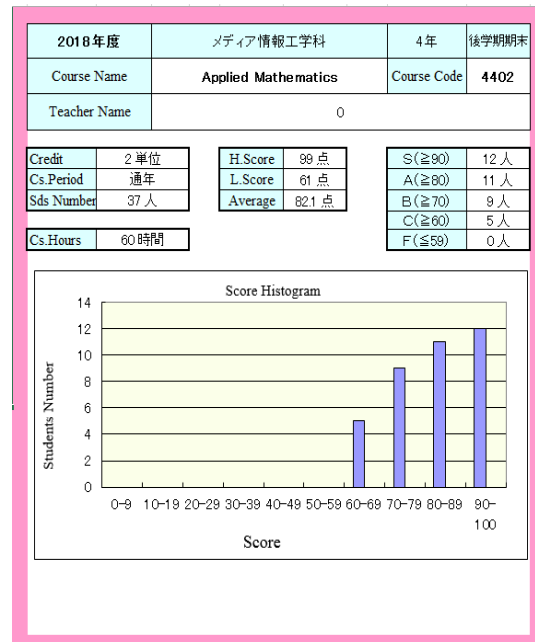 2018年度 メディア情報工学科 4年 後学期期末
Course Name Applied Mathematics Course Code 4402
Teacher Name 0
Credit 2単位 H.Score 99点 S(≧90) 12人
Cs.Period 通年 L.Score 61点 A(≧80) 11人
Sds Number 37人 Average 82.1点 B(≧70) 9人
C(≧60) 5人
Cs.Hours 60時間 F(≦59) 0人
Score Histogram
14
12
10
8
6
4
2
0
Students Number
0-9 10-19 20-29 30-39 40-49 50-59 60-69 70-79 80-89 90-
100
Score